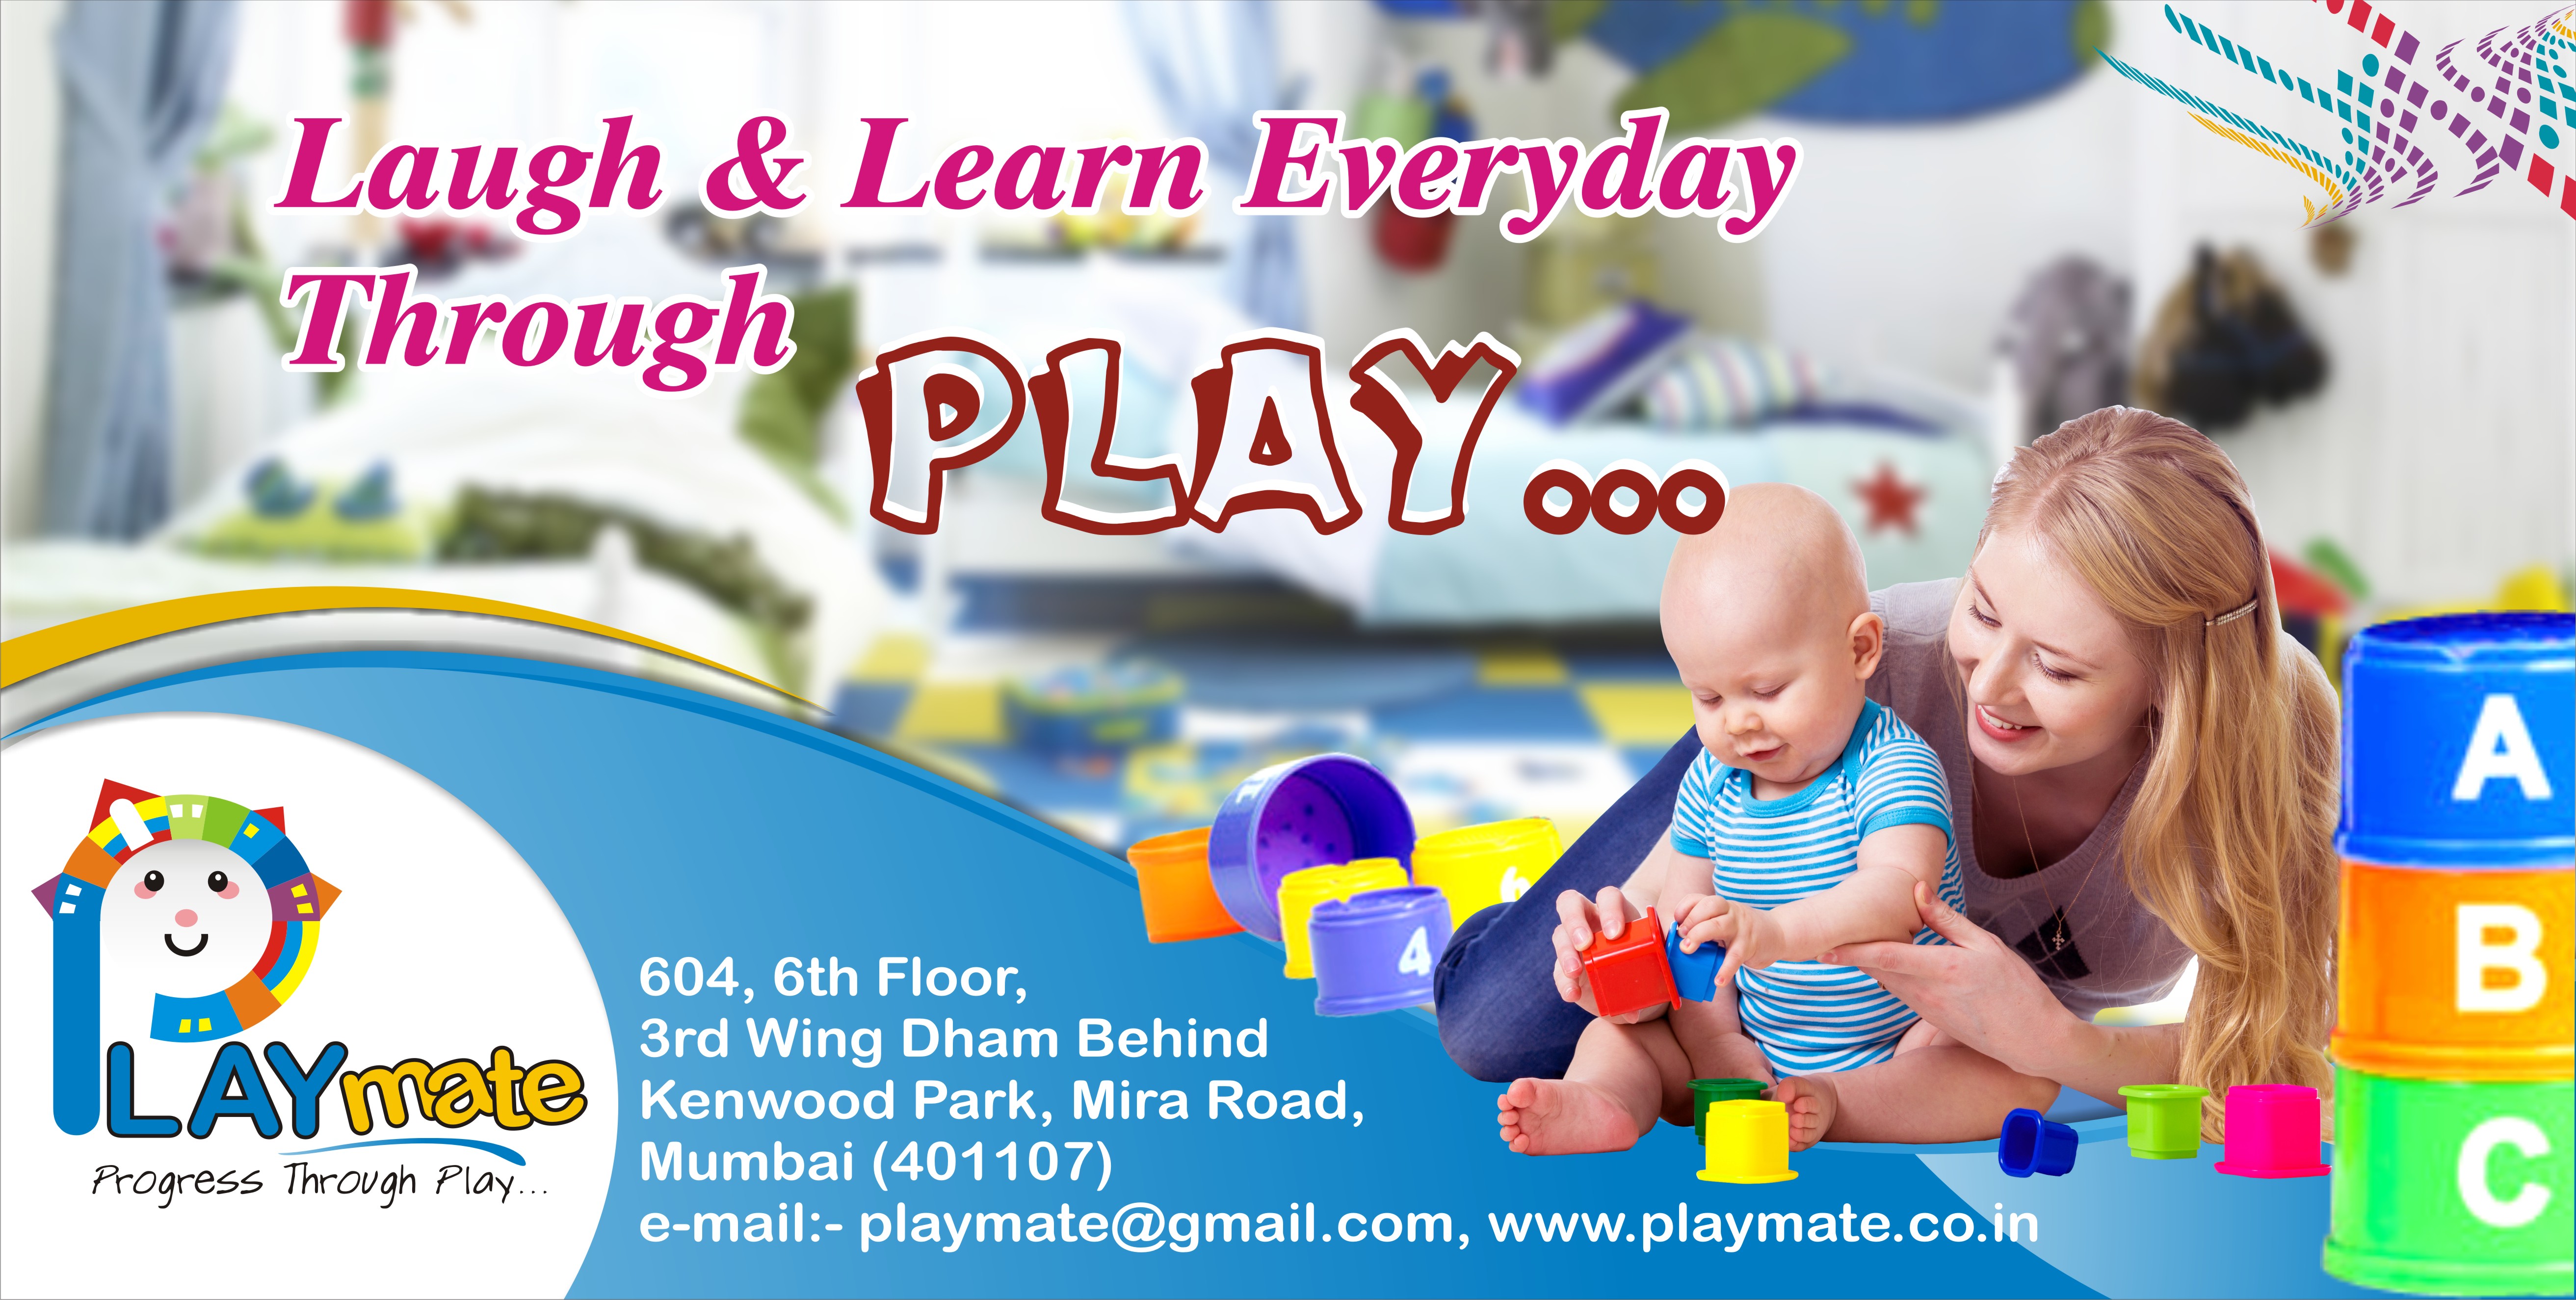 Laugh & Learn Everyday
Through PLAY...
PLAYmate
Progress Through Play...
604, 6th Floor,
3rd Wing Dham Behind
Kenwood Park, Mira Road,
Mumbai (401107)
e-mail:- playmate@gmail.com, www.playmate.co.in
6
4
A
B
C